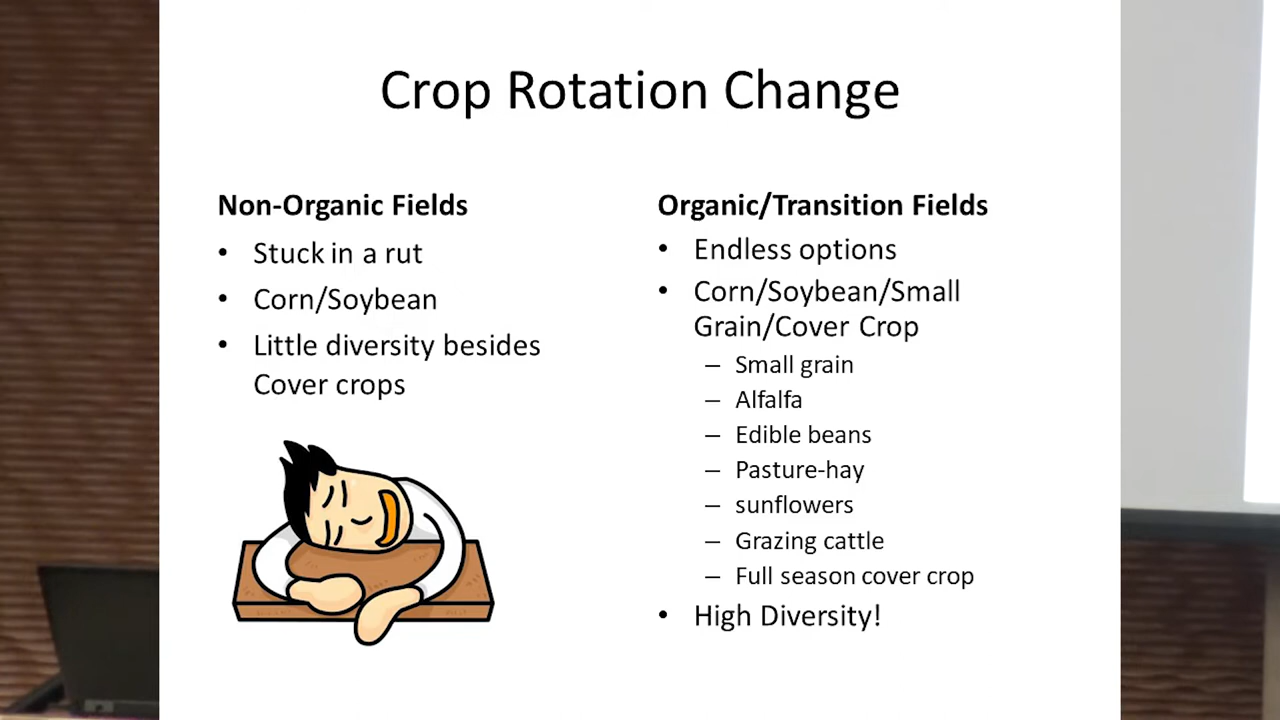 Crop Rotation Change
Non-Organic Fields
• Stuck in a rut
• Corn/Soybean
• Little diversity besides
Cover crops
Organic/Transition Fields
• Endless options
• Corn/Soybean/Small
Grain/Cover Crop
– Small grain
– Alfalfa
– Edible beans
– Pasture-hay
– sunflowers
– Grazing cattle
– Full season cover crop
• High Diversity!